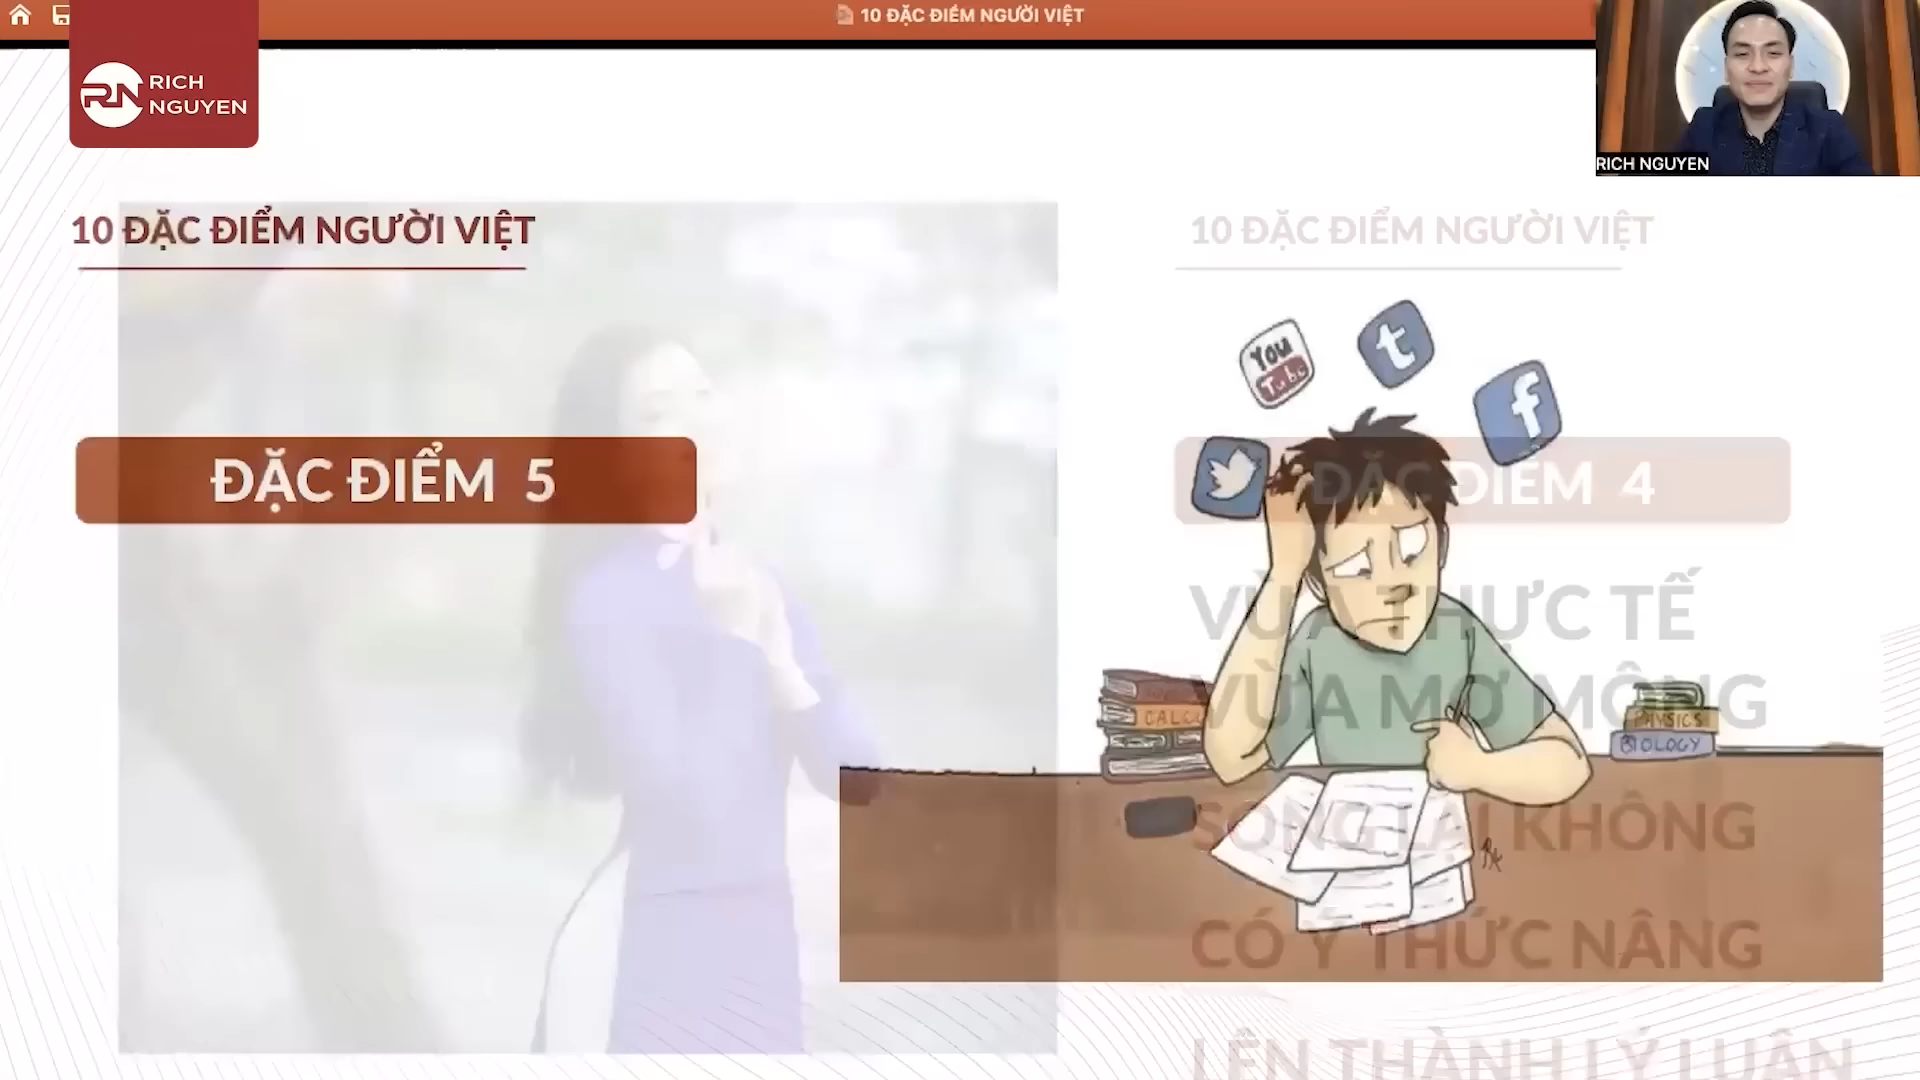 10 ĐẶC ĐIỂM NGƯỜI VIỆT
RICH
NGUYEN
RICH NGUYEN
10 ĐẶC ĐIỂM NGƯỜI VIỆT
ĐẶC ĐIỂM 5
10 ĐẶC ĐIỂM NGƯỜI VIỆT
You
Tube
ĐẶC ĐIỂM 4
VỪA THỰC TẾ
VỪA MƠ MỘNG
PHYSICS
BIOLOGY
SONG LẠI KHÔNG
CÓ Ý THỨC NÂNG
LÊN THÀNH LÝ LUẬN